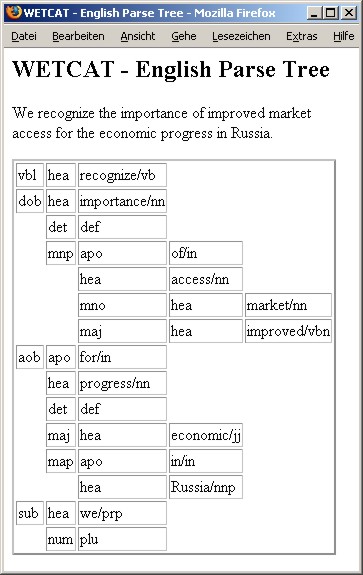 WETCAT - English Parse Tree - Mozilla Firefox
Datei Bearbeiten Ansicht Gehe Lesezeichen Extras Hilfe
WETCAT - English Parse Tree
We recognize the importance of improved market
access for the economic progress in Russia.
vbl hea recognize/vb
dob hea importance/nn
det def
mnp apo of/in
hea access/nn
mno hea market/nn
maj hea improved/vbn
aob apo for/in
hea progress/nn
det def
maj hea economic/jj
map apo in/in
hea Russia/nnp
sub hea we/prp
num plu